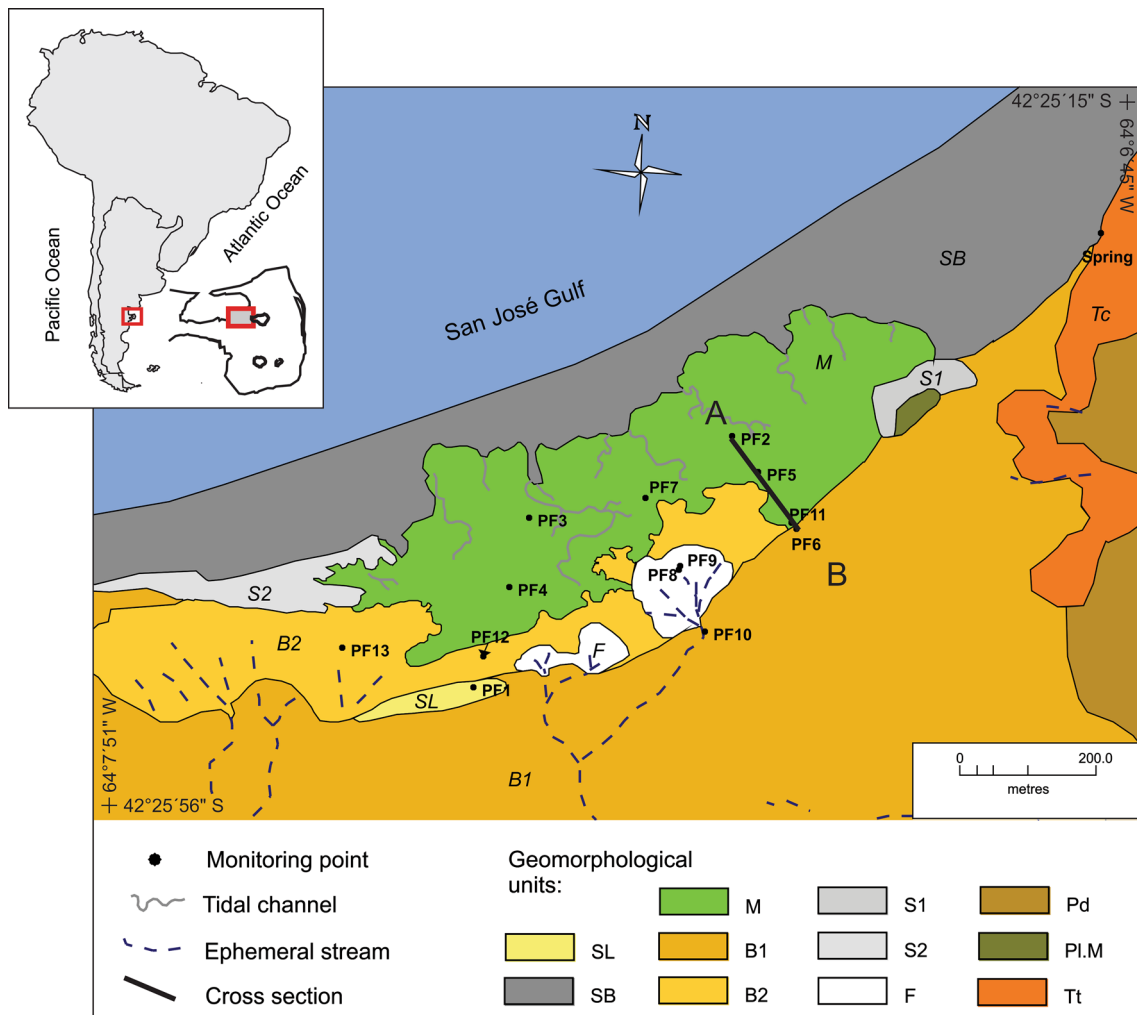 Pacific Ocean
Atlantic Ocean
N
San José Gulf
42°25´15" S
64°6´45" W
SB
Spring
Tc
M
S1
A
PF2
PF5
PF7
PF3
PF11
PF6
B
PF9
PF8
PF4
S2
PF10
PF12
B2
PF13
F
PF1
SL
B1
64°7´51" W
42°25´56" S
0 200.0
metres
Monitoring point
Tidal channel
Ephemeral stream
Cross section
Geomorphological
units:
M
S1
Pd
SL
B1
S2
Pl.M
SB
B2
F
Tt